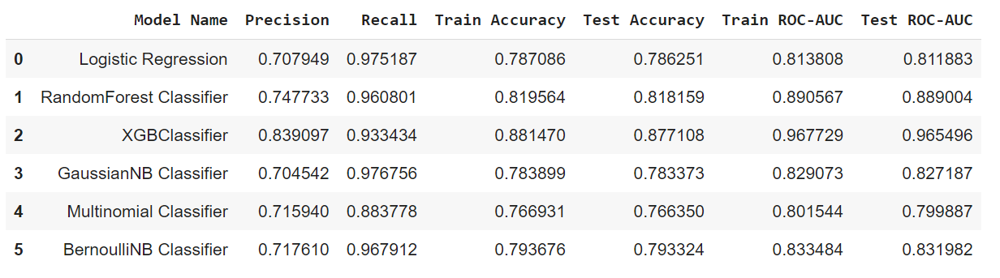 Model Name Precision Recall Train Accuracy Test Accuracy Train ROC-AUC Test ROC-AUC
0 Logistic Regression 0.707949 0.975187 0.787086 0.786251 0.813808 0.811883
1 RandomForest Classifier 0.747733 0.960801 0.819564 0.818159 0.890567 0.889004
2 XGBClassifier 0.839097 0.933434 0.881470 0.877108 0.967729 0.965496
3 GaussianNB Classifier 0.704542 0.976756 0.783899 0.783373 0.829073 0.827187
4 Multinomial Classifier 0.715940 0.883778 0.766931 0.766350 0.801544 0.799887
5 BernoulliNB Classifier 0.717610 0.967912 0.793676 0.793324 0.833484 0.831982